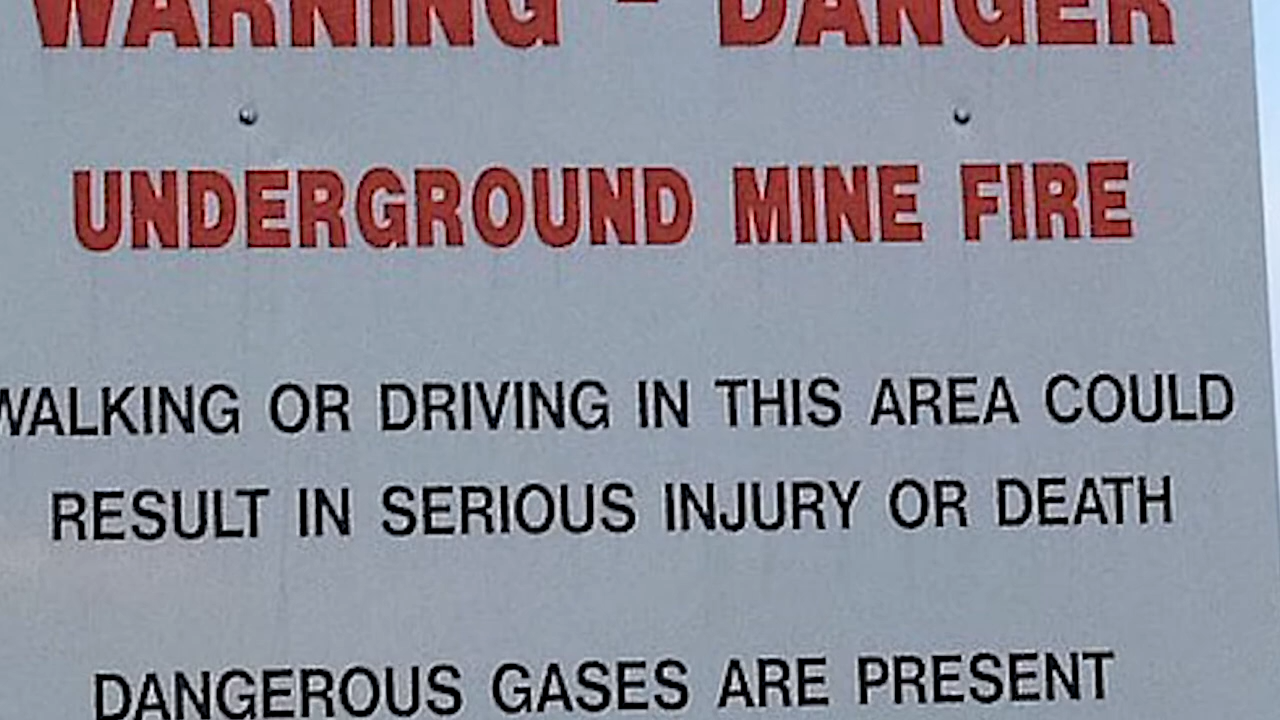 WARNING - DANGER
UNDERGROUND MINE FIRE
WALKING OR DRIVING IN THIS AREA COULD
RESULT IN SERIOUS INJURY OR DEATH
DANGEROUS GASES ARE PRESENT